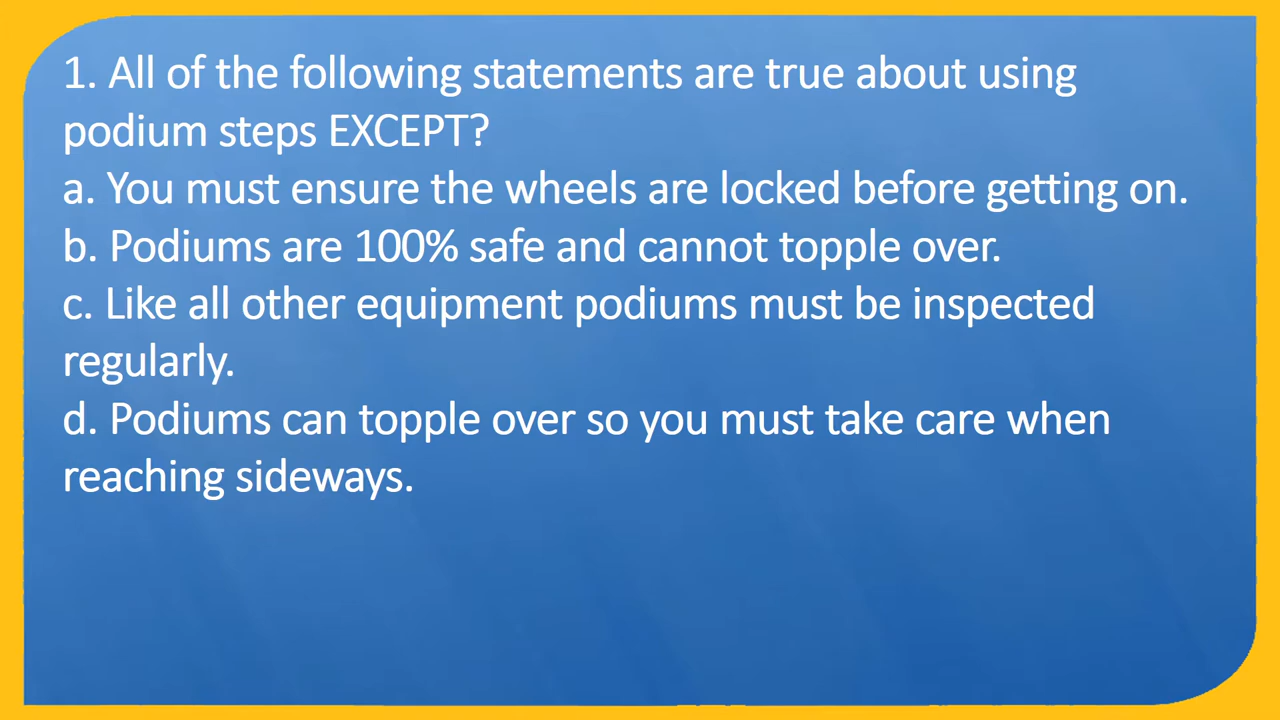 1. All of the following statements are true about using
podium steps EXCEPT?
a. You must ensure the wheels are locked before getting on.
b. Podiums are 100% safe and cannot topple over.
c. Like all other equipment podiums must be inspected
regularly.
d. Podiums can topple over so you must take care when
reaching sideways.